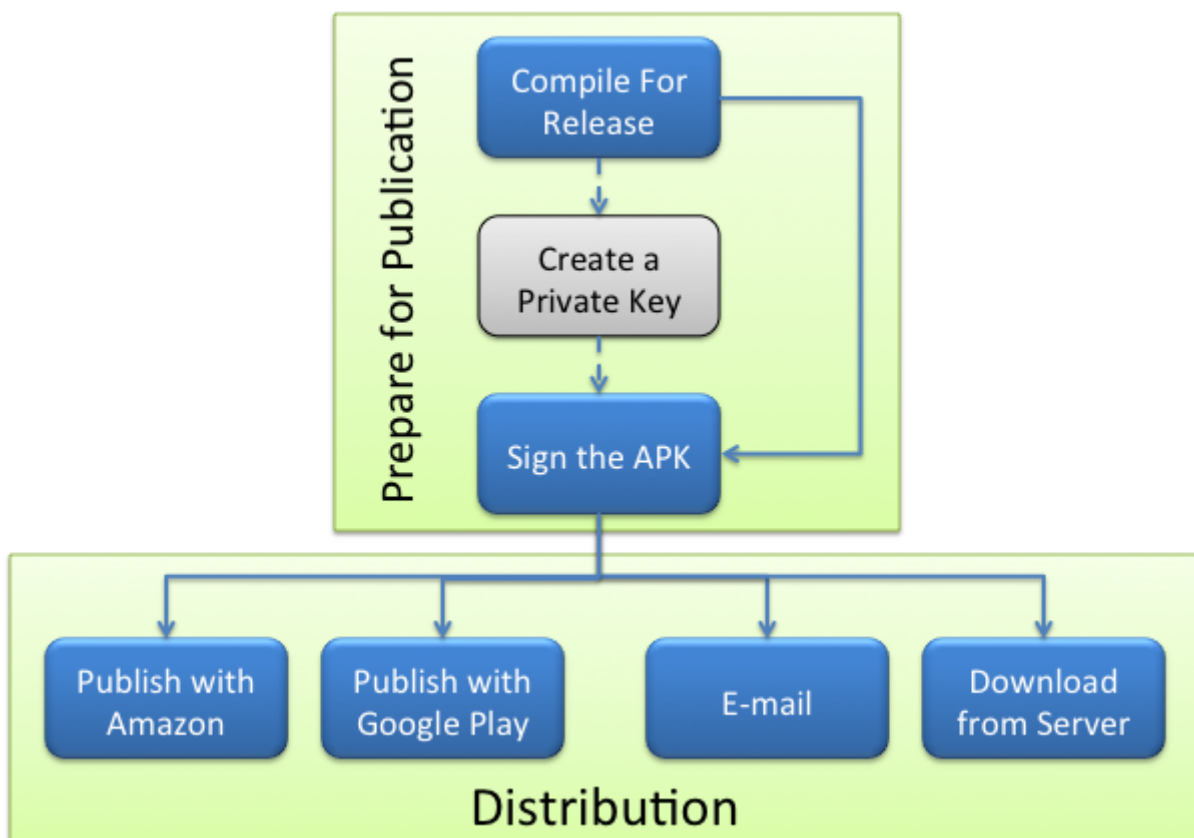 Prepare for Publication
Compile For
Release
Create a
Private Key
Sign the APK
Publish with
Amazon
Publish with
Google Play
E-mail
Download
from Server
Distribution